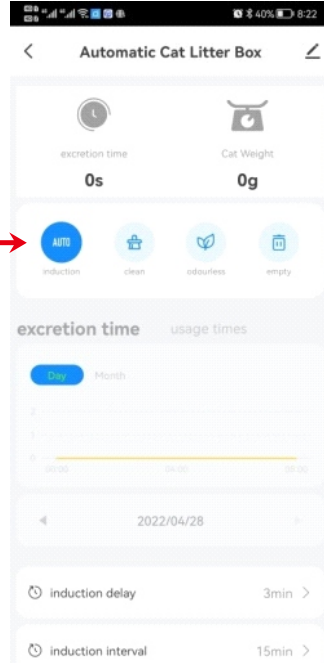 40% 8:22
Automatic Cat Litter Box
excretion time Cat Weight
0s 0g
AUTO
induction clean odourless empty
excretion time usage times
Day Month
2
1
0
00:00 04:00 08:00
2022/04/28
induction delay 3min
induction interval 15min